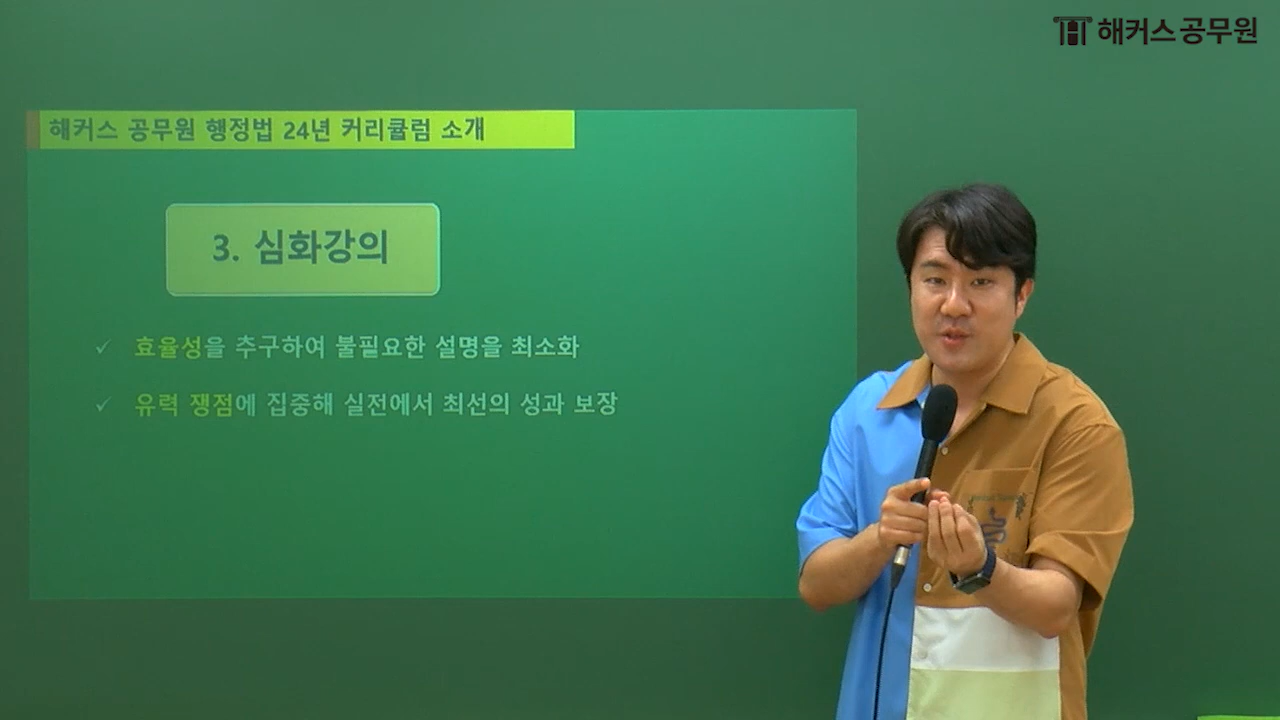 해커스 공무원
해커스 공무원 행정법 24년 커리큘럼 소개
3. 심화강의
✓ 효율성을 추구하여 불필요한 설명을 최소화
✓ 유력 쟁점에 집중해 실전에서 최선의 성과 보장